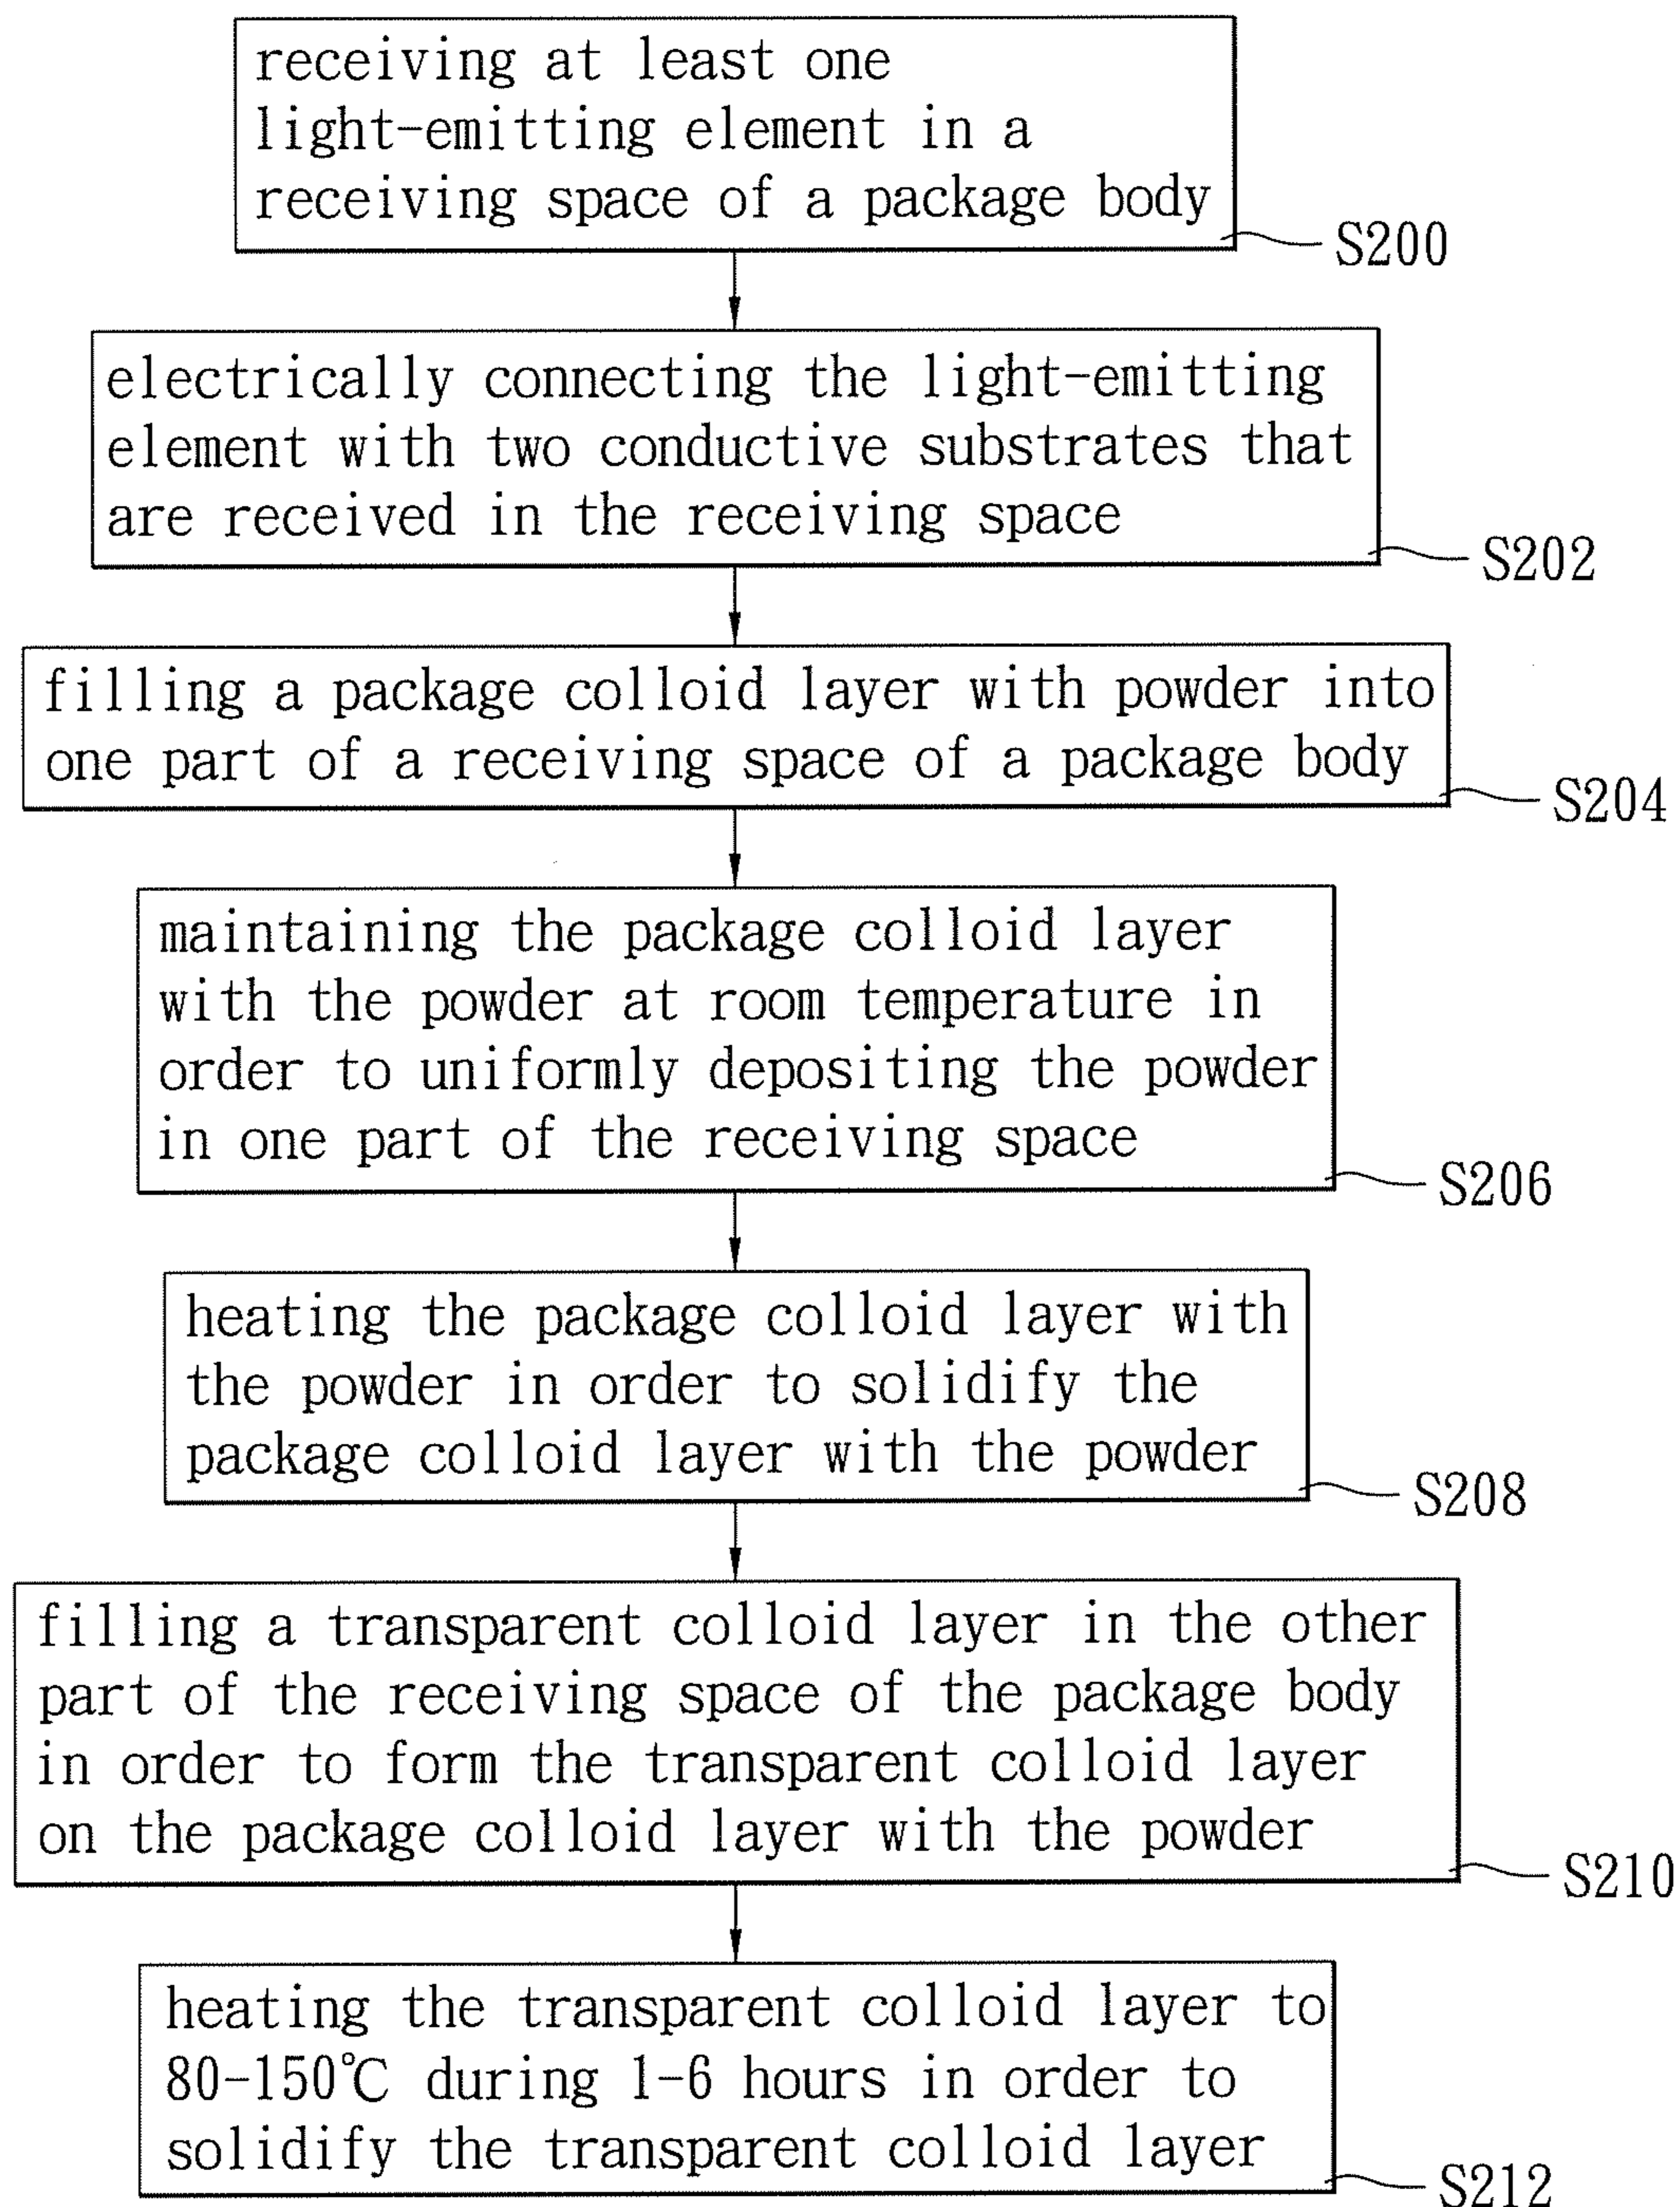 receiving at least one
light-emitting element in a
receiving space of a package body
S200
electrically connecting the light-emitting
element with two conductive substrates that
are received in the receiving space
S202
filling a package colloid layer with powder into
one part of a receiving space of a package body
S204
maintaining the package colloid layer
with the powder at room temperature in
order to uniformly depositing the powder
in one part of the receiving space
S206
heating the package colloid layer with
the powder in order to solidify the
package colloid layer with the powder
S208
filling a transparent colloid layer in the other
part of the receiving space of the package body
in order to form the transparent colloid layer
on the package colloid layer with the powder
S210
heating the transparent colloid layer to
80-150℃ during 1-6 hours in order to
solidify the transparent colloid layer
S212